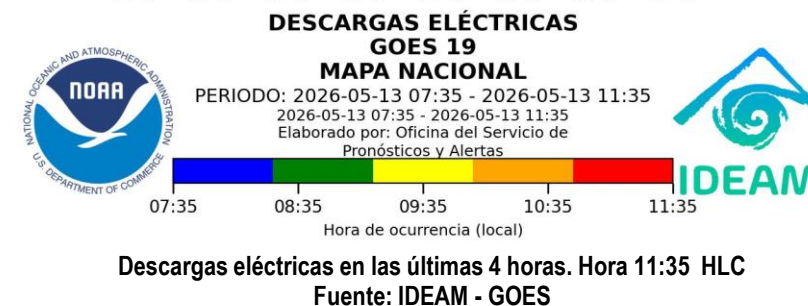 DESCARGAS ELÉCTRICAS
GOES 19
MAPA NACIONAL
PERIODO: 2026-05-13 07:35 - 2026-05-13 11:35
2026-05-13 07:35 - 2026-05-13 11:35
Elaborado por: Oficina del Servicio de
Pronósticos y Alertas
NATIONAL OCEANIC AND ATMOSPHERIC ADMINISTRATION
NOAA
U.S. DEPARTMENT OF COMMERCE
IDEAM
07:35 08:35 09:35 10:35 11:35
Hora de ocurrencia (local)
Descargas eléctricas en las últimas 4 horas. Hora 11:35 HLC
Fuente: IDEAM - GOES